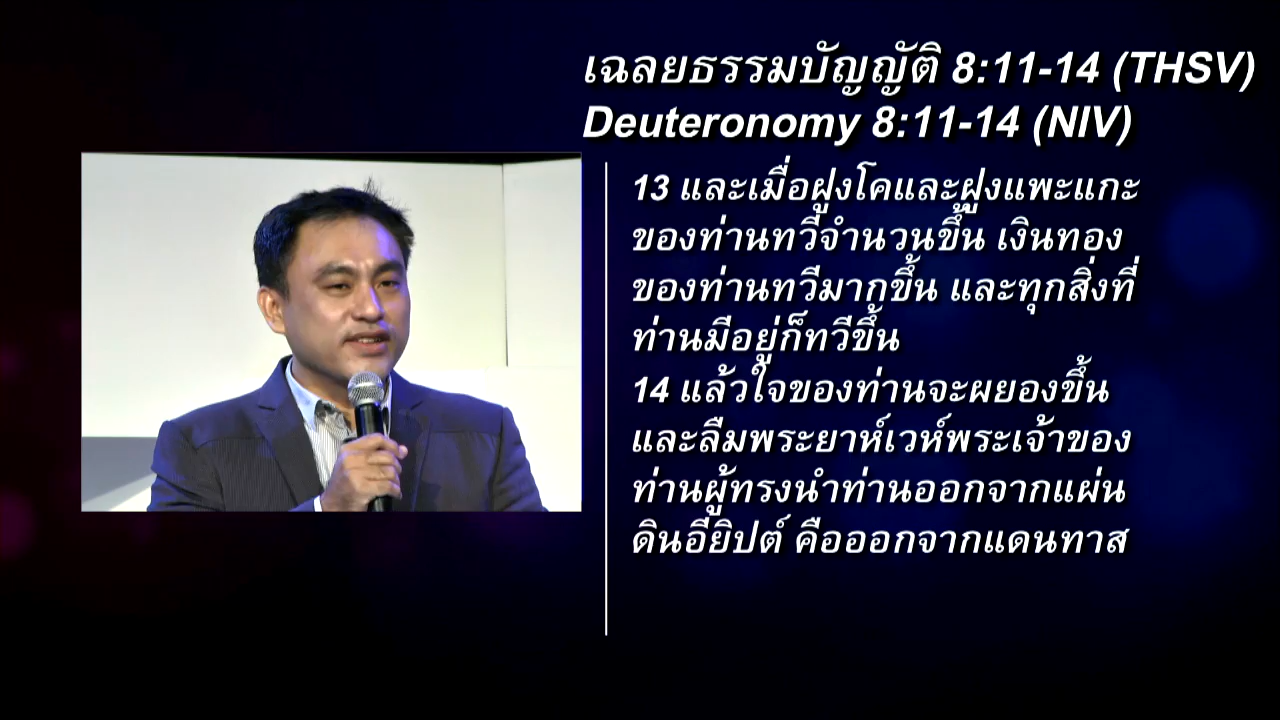 เฉลยธรรมบัญญัติ 8:11-14 (THSV)
Deuteronomy 8:11-14 (NIV)
13 และเมื่อฝูงโคและฝูงแพะแกะ
ของท่านทวีจำนวนขึ้น เงินทอง
ของท่านทวีมากขึ้น และทุกสิ่งที่
ท่านมีอยู่ก็ทวีขึ้น
14 แล้วใจของท่านจะผยองขึ้น
และลืมพระยาห์เวห์พระเจ้าของ
ท่านผู้ทรงนำท่านออกจากแผ่น
ดินอียิปต์ คือออกจากแดนทาส